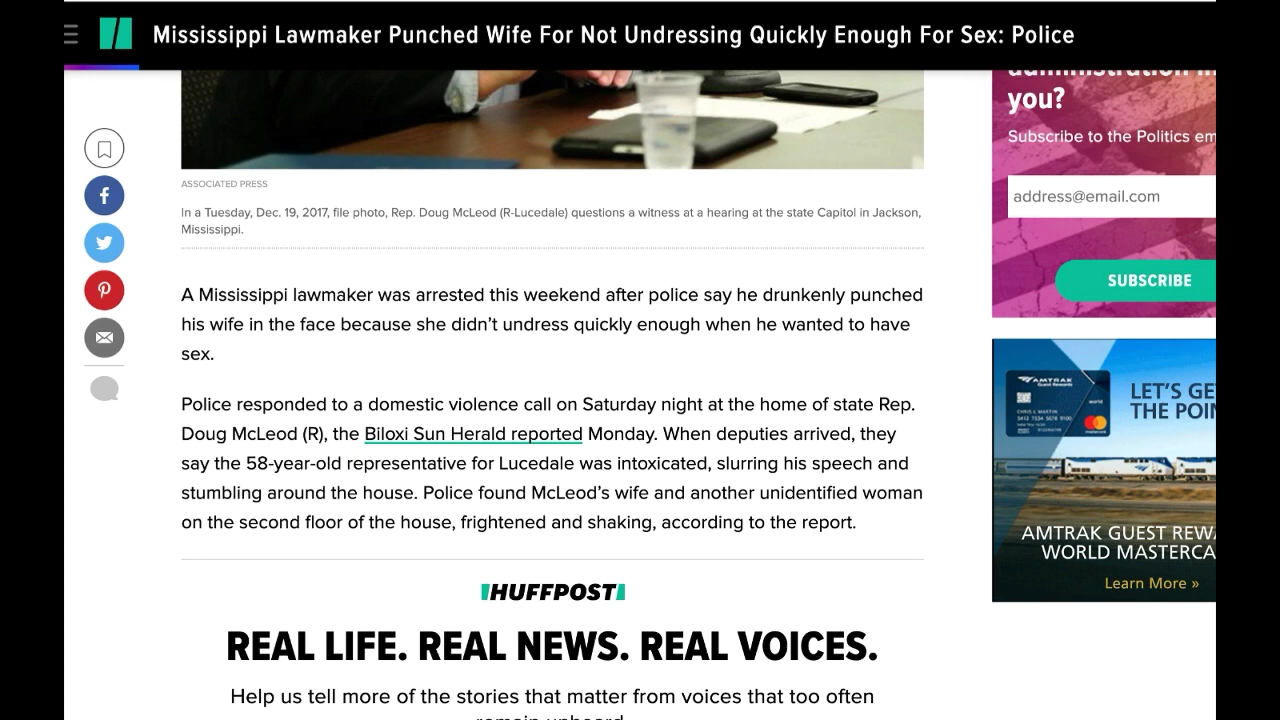 Mississippi Lawmaker Punched Wife For Not Undressing Quickly Enough For Sex: Police
you?
Subscribe to the Politics em
address@email.com
SUBSCRIBE
ASSOCIATED PRESS
In a Tuesday, Dec. 19, 2017, file photo, Rep. Doug McLeod (R-Lucedale) questions a witness at a hearing at the state Capitol in Jackson,
Mississippi.
A Mississippi lawmaker was arrested this weekend after police say he drunkenly punched
his wife in the face because she didn’t undress quickly enough when he wanted to have
sex.
Police responded to a domestic violence call on Saturday night at the home of state Rep.
Doug McLeod (R), the Biloxi Sun Herald reported Monday. When deputies arrived, they
say the 58-year-old representative for Lucedale was intoxicated, slurring his speech and
stumbling around the house. Police found McLeod’s wife and another unidentified woman
on the second floor of the house, frightened and shaking, according to the report.
AMTRAK
Guest Rewards
world
CHRIS L MARTIN
LET’S GE
THE POIN
AMTRAK GUEST REWA
WORLD MASTERCA
Learn More »
HUFFPOST
REAL LIFE. REAL NEWS. REAL VOICES.
Help us tell more of the stories that matter from voices that too often
remain unheard.